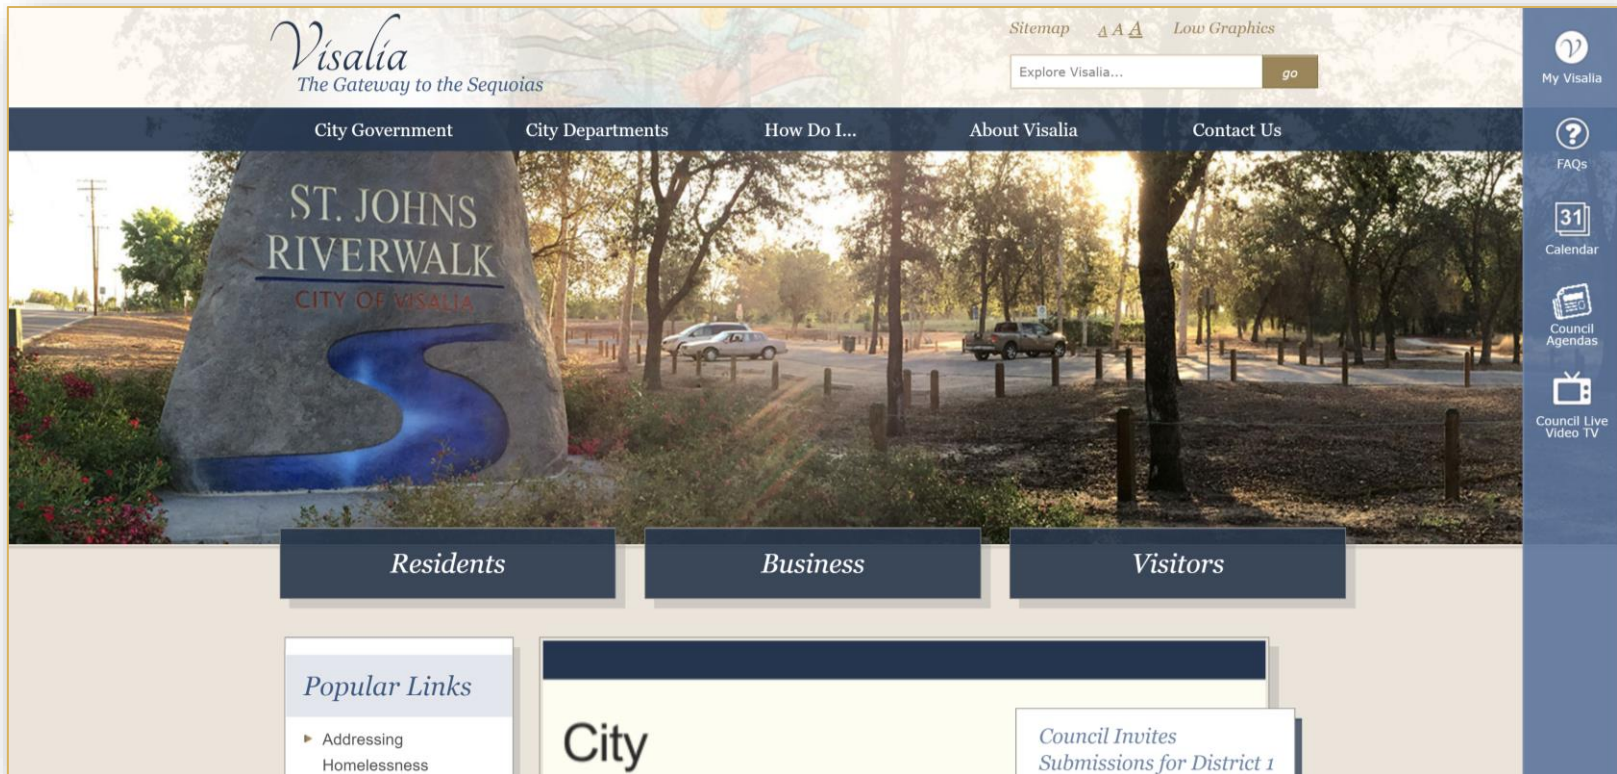 Visalia
The Gateway to the Sequoias
Sitemap A A A Low Graphics
Explore Visalia... go
City Government City Departments How Do I... About Visalia Contact Us
ST. JOHNS
RIVERWALK
CITY OF VISALIA
My Visalia
FAQs
31
Calendar
Council
Agendas
Council Live
Video TV
Residents Business Visitors
Popular Links
Addressing
Homelessness
City
Council Invites
Submissions for District 1